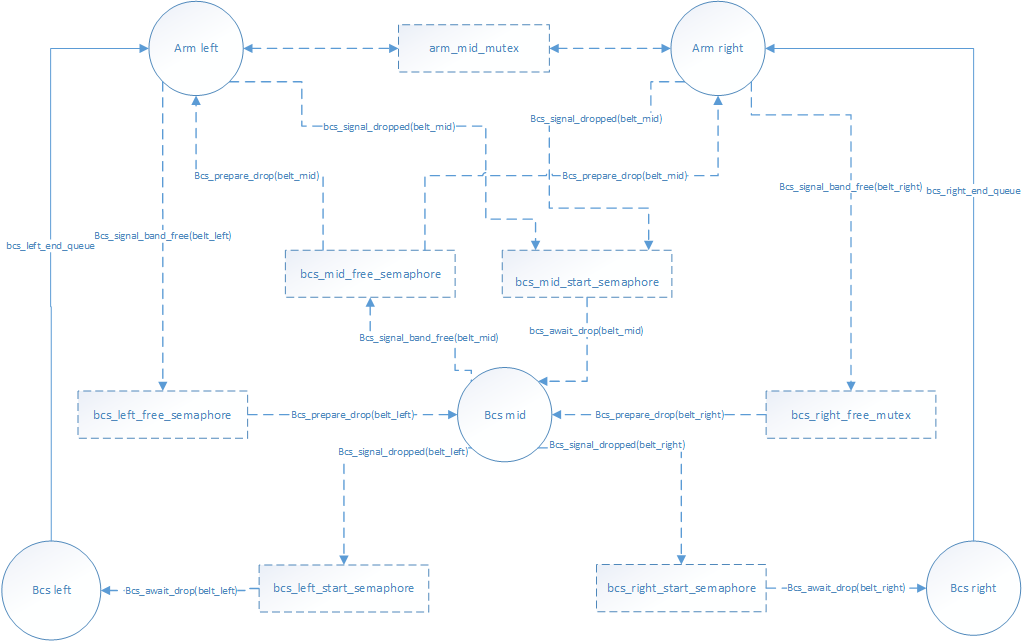 Arm left
arm_mid_mutex
Arm right
bcs_signal_dropped(belt_mid)
Bcs_signal_dropped(belt_mid)
Bcs_prepare_drop(belt_mid)
Bcs_prepare_drop(belt_mid)
Bcs_signal_band_free(belt_right)
bcs_right_end_queue
Bcs_signal_band_free(belt_left)
bcs_left_end_queue
bcs_mid_free_semaphore
bcs_mid_start_semaphore
Bcs_signal_band_free(belt_mid)
bcs_await_drop(belt_mid)
bcs_left_free_semaphore
Bcs_prepare_drop(belt_left)
Bcs mid
Bcs_prepare_drop(belt_right)
bcs_right_free_mutex
Bcs_signal_dropped(belt_left)
Bcs_signal_dropped(belt_right)
Bcs left
Bcs_await_drop(belt_left)
bcs_left_start_semaphore
bcs_right_start_semaphore
Bcs_await_drop(belt_right)
Bcs right